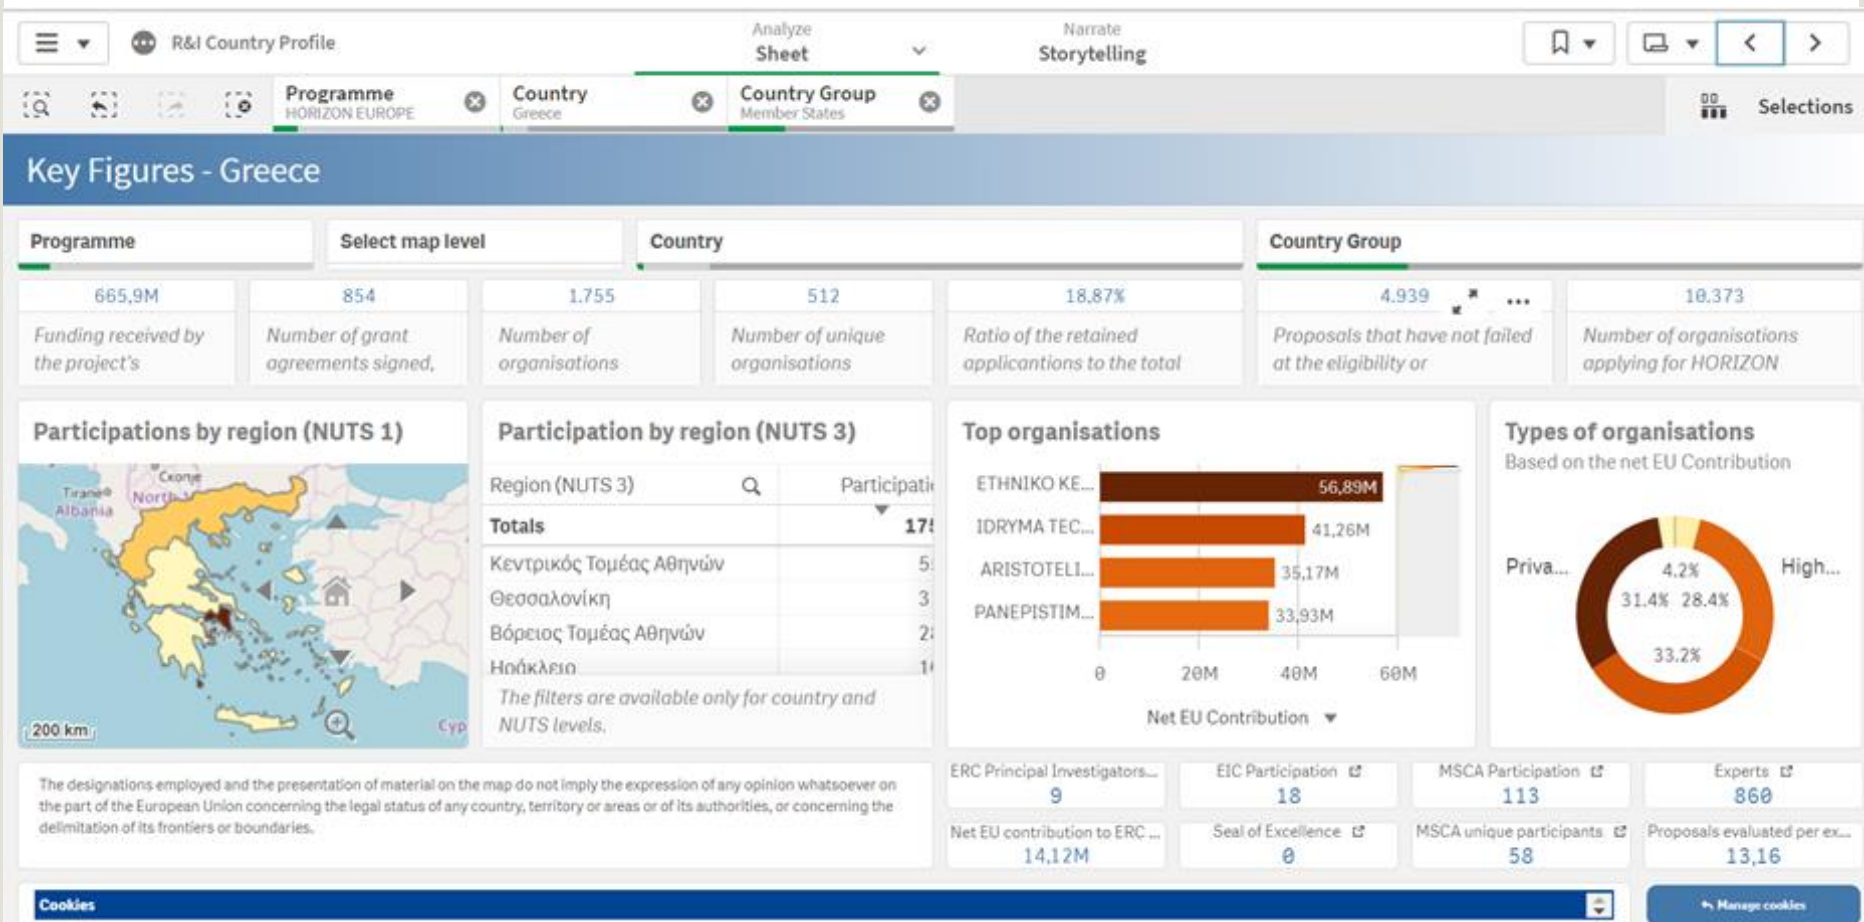 R&I Country Profile
Analyze
Sheet
Narrate
Storytelling
Programme
HORIZON EUROPE
Country
Greece
Country Group
Member States
Selections
Key Figures - Greece
Programme
Select map level
Country
Country Group
665,9M
854
1.755
512
18,87%
4.939
10.373
Funding received by
the project's
Number of grant
agreements signed,
Number of
organisations
Number of unique
organisations
Ratio of the retained
applicantions to the total
Proposals that have not failed
at the eligibility or
Number of organisations
applying for HORIZON
Participations by region (NUTS 1)
Скопје
Tiranë
North
Albania
Cyp
200 km
Participation by region (NUTS 3)
Region (NUTS 3)
Participati
Totals
175
Κεντρικός Τομέας Αθηνών
5
Θεσσαλονίκη
3
Βόρειος Τομέας Αθηνών
2
Ηράκλειο
1
The filters are available only for country and
NUTS levels.
Top organisations
ETHNIKO KE...
56,89M
IDRYMA TEC...
41,26M
ARISTOTELI...
35,17M
PANEPISTIM...
33,93M
0
20M
40M
60M
Net EU Contribution
Types of organisations
Based on the net EU Contribution
Priva...
High...
4.2%
31.4%
28.4%
33.2%
The designations employed and the presentation of material on the map do not imply the expression of any opinion whatsoever on
the part of the European Union concerning the legal status of any country, territory or areas or of its authorities, or concerning the
delimitation of its frontiers or boundaries.
ERC Principal Investigators...
9
EIC Participation
18
MSCA Participation
113
Experts
860
Net EU contribution to ERC ...
14,12M
Seal of Excellence
0
MSCA unique participants
58
Proposals evaluated per ex...
13,16
Cookies
Manage cookies